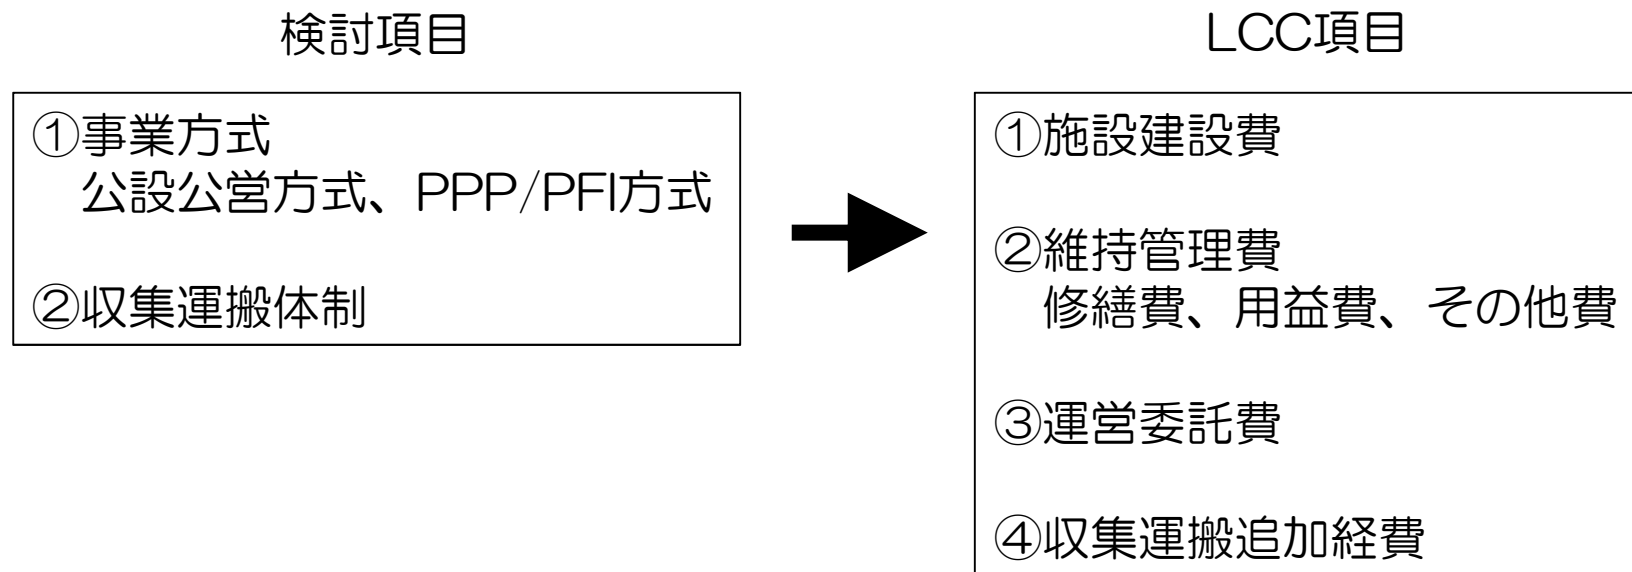 検討項目
①事業方式
公設公営方式、PPP/PFI方式
②収集運搬体制
LCC項目
①施設建設費
②維持管理費
修繕費、用益費、その他費
③運営委託費
④収集運搬追加経費